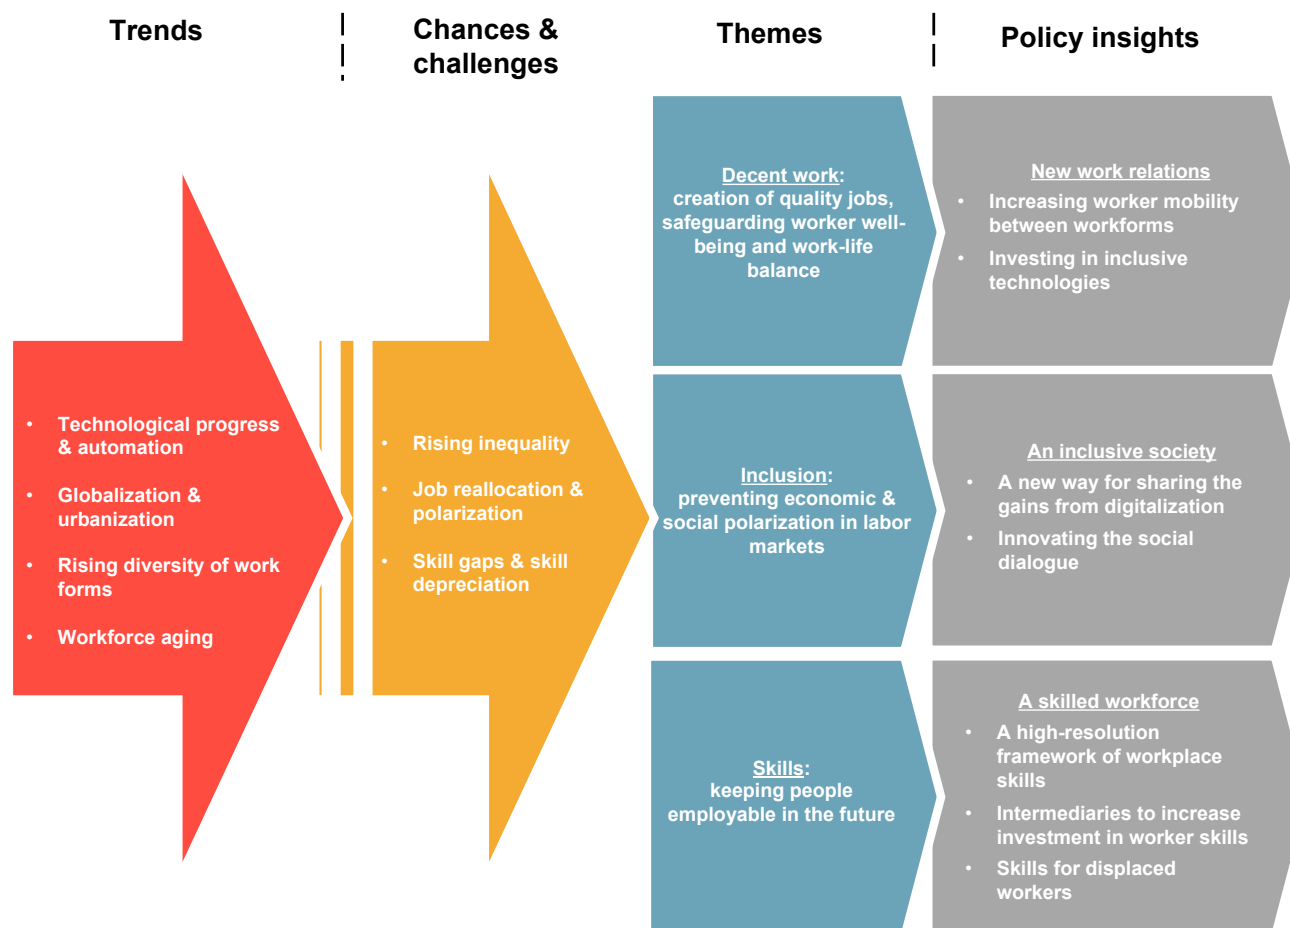 Trends
Chances &
challenges
Themes
Policy insights
• Technological progress
& automation
• Globalization &
urbanization
• Rising diversity of work
forms
• Workforce aging
• Rising inequality
• Job reallocation &
polarization
• Skill gaps & skill
depreciation
Decent work:
creation of quality jobs,
safeguarding worker well-
being and work-life
balance
New work relations
• Increasing worker mobility
between workforms
• Investing in inclusive
technologies
Inclusion:
preventing economic &
social polarization in labor
markets
An inclusive society
• A new way for sharing the
gains from digitalization
• Innovating the social
dialogue
Skills:
keeping people
employable in the future
A skilled workforce
• A high-resolution
framework of workplace
skills
• Intermediaries to increase
investment in worker skills
• Skills for displaced
workers